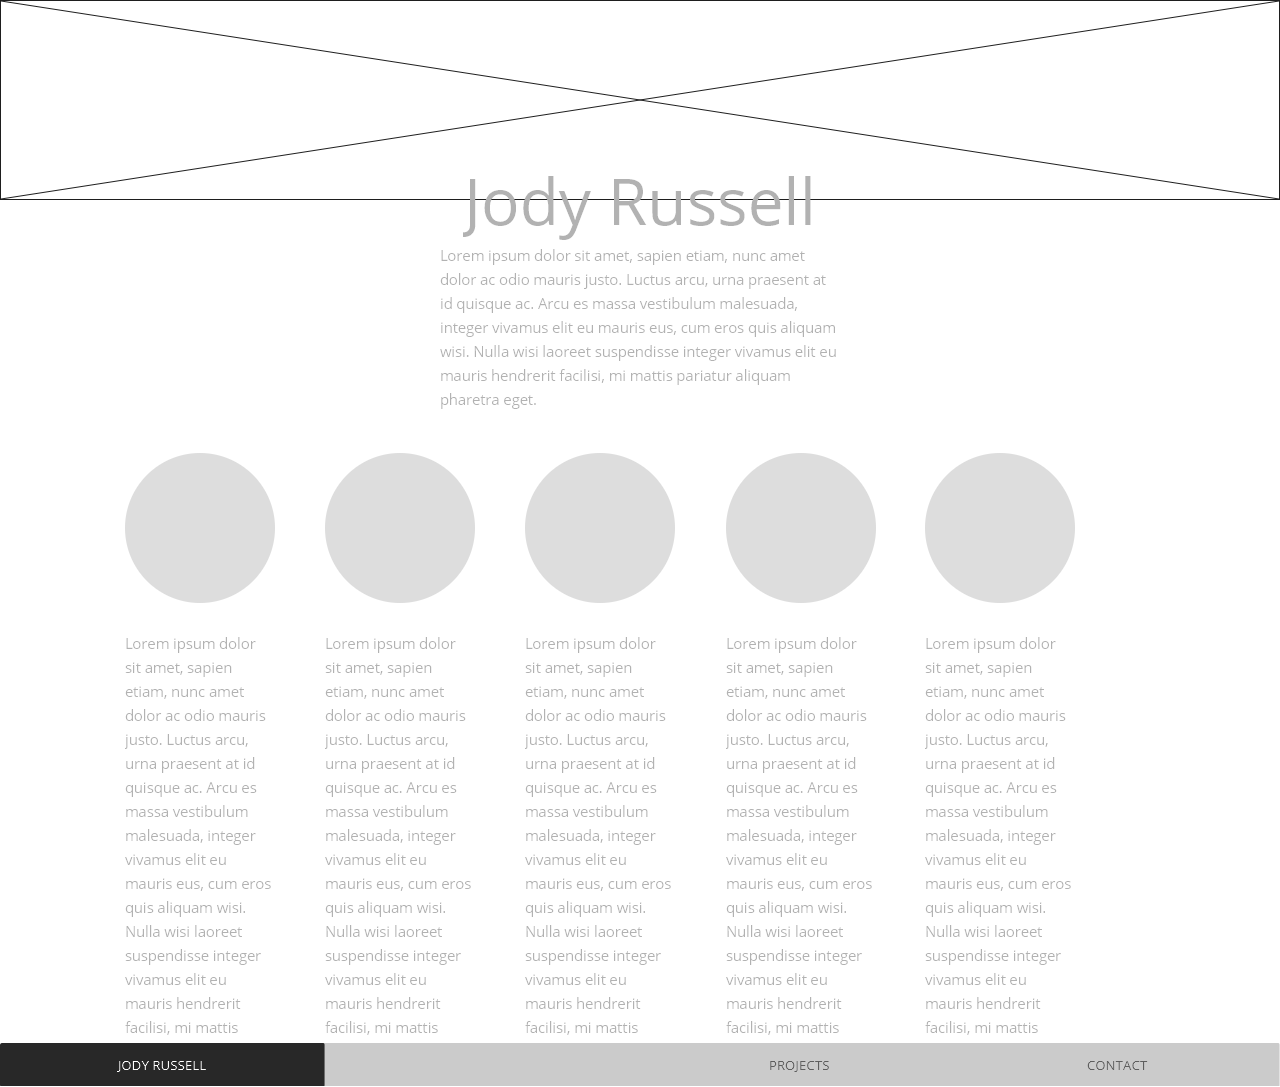 Jody Russell
Lorem ipsum dolor sit amet, sapien etiam, nunc amet
dolor ac odio mauris justo. Luctus arcu, urna praesent at
id quisque ac. Arcu es massa vestibulum malesuada,
integer vivamus elit eu mauris eus, cum eros quis aliquam
wisi. Nulla wisi laoreet suspendisse integer vivamus elit eu
mauris hendrerit facilisi, mi mattis pariatur aliquam
pharetra eget.
Lorem ipsum dolor
sit amet, sapien
etiam, nunc amet
dolor ac odio mauris
justo. Luctus arcu,
urna praesent at id
quisque ac. Arcu es
massa vestibulum
malesuada, integer
vivamus elit eu
mauris eus, cum eros
quis aliquam wisi.
Nulla wisi laoreet
suspendisse integer
vivamus elit eu
mauris hendrerit
facilisi, mi mattis
Lorem ipsum dolor
sit amet, sapien
etiam, nunc amet
dolor ac odio mauris
justo. Luctus arcu,
urna praesent at id
quisque ac. Arcu es
massa vestibulum
malesuada, integer
vivamus elit eu
mauris eus, cum eros
quis aliquam wisi.
Nulla wisi laoreet
suspendisse integer
vivamus elit eu
mauris hendrerit
facilisi, mi mattis
Lorem ipsum dolor
sit amet, sapien
etiam, nunc amet
dolor ac odio mauris
justo. Luctus arcu,
urna praesent at id
quisque ac. Arcu es
massa vestibulum
malesuada, integer
vivamus elit eu
mauris eus, cum eros
quis aliquam wisi.
Nulla wisi laoreet
suspendisse integer
vivamus elit eu
mauris hendrerit
facilisi, mi mattis
Lorem ipsum dolor
sit amet, sapien
etiam, nunc amet
dolor ac odio mauris
justo. Luctus arcu,
urna praesent at id
quisque ac. Arcu es
massa vestibulum
malesuada, integer
vivamus elit eu
mauris eus, cum eros
quis aliquam wisi.
Nulla wisi laoreet
suspendisse integer
vivamus elit eu
mauris hendrerit
facilisi, mi mattis
Lorem ipsum dolor
sit amet, sapien
etiam, nunc amet
dolor ac odio mauris
justo. Luctus arcu,
urna praesent at id
quisque ac. Arcu es
massa vestibulum
malesuada, integer
vivamus elit eu
mauris eus, cum eros
quis aliquam wisi.
Nulla wisi laoreet
suspendisse integer
vivamus elit eu
mauris hendrerit
facilisi, mi mattis
JODY RUSSELL
PROJECTS
CONTACT